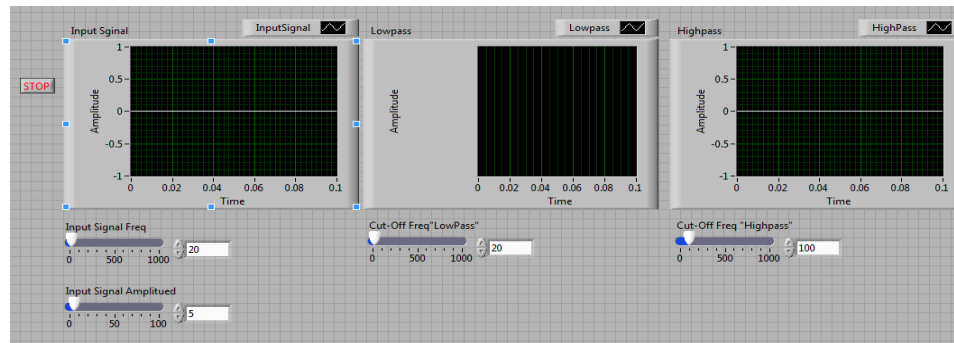 Input Sginal
InputSignal
Lowpass
Lowpass
Highpass
HighPass
STOP
Amplitude
1
0.5
0
-0.5
-1
0 0.02 0.04 0.06 0.08 0.1
Time
Amplitude
0 0.02 0.04 0.06 0.08 0.1
Time
Amplitude
1
0.5
0
-0.5
-1
0 0.02 0.04 0.06 0.08 0.1
Time
Input Signal Freq
0 500 1000
20
Cut-Off Freq"LowPass"
0 500 1000
20
Cut-Off Freq "Highpass"
0 500 1000
100
Input Signal Amplitued
0 50 100
5